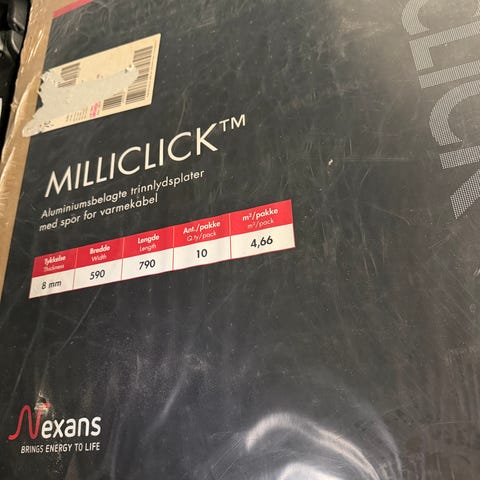 CLICK
MILLICLICK™
Aluminiumsbelagte trinnlydsplater
med spor for varmekabel
Tykkelse Bredde Lengde Ant./pakke m²/pakke
Thickness Width Length Q.ty/pack m²/pack
8 mm 590 790 10 4,66
Nexans
BRINGS ENERGY TO LIFE